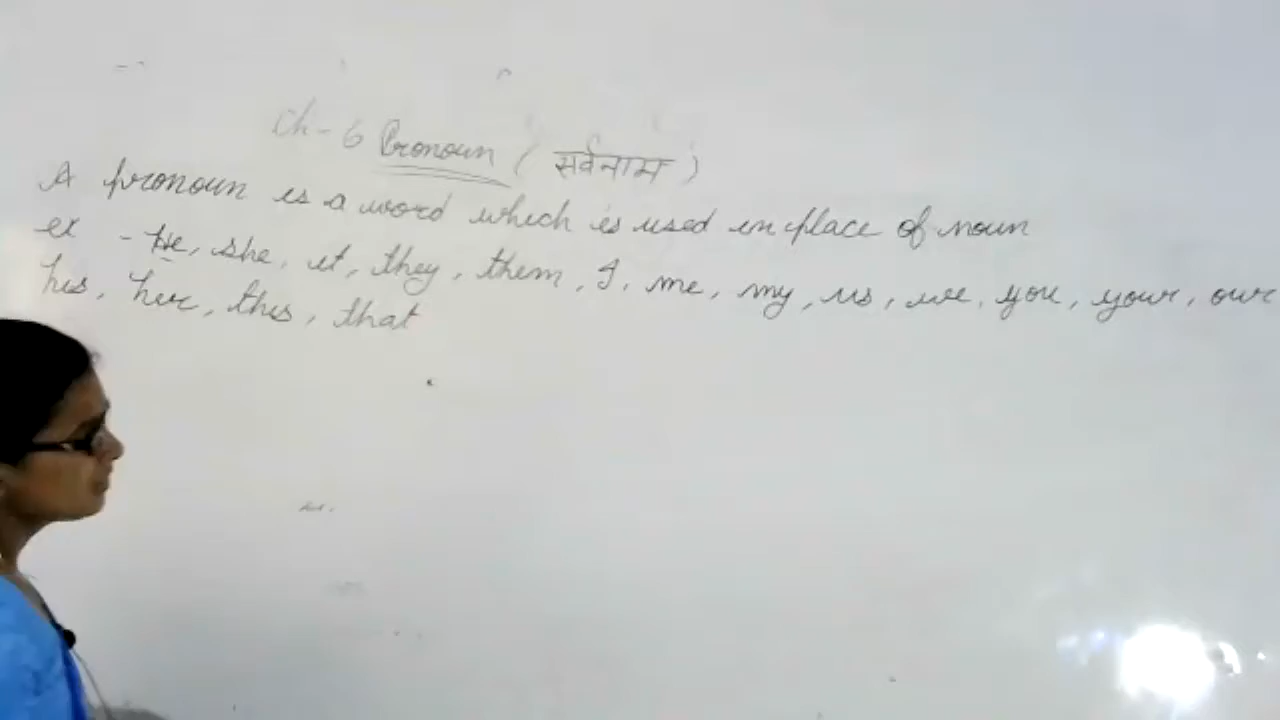 Ch-6 Pronoun (सर्वनाम)
A pronoun is a word which is used in place of noun
ex - He, she, it, they, them, I, me, my, us, we, you, your, our
his, her, this, that